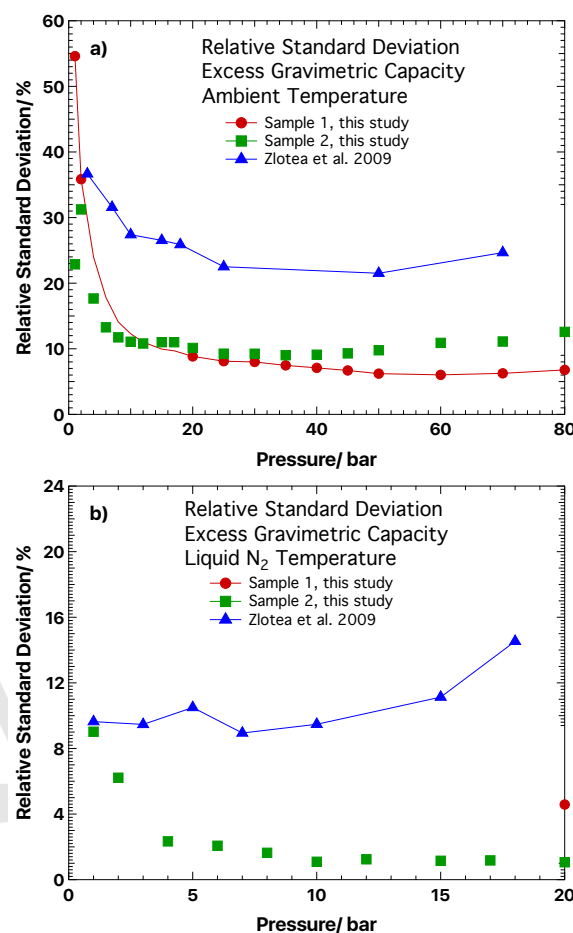 60
50
40
30
20
10
0
Relative Standard Deviation/ %
a)
Relative Standard Deviation
Excess Gravimetric Capacity
Ambient Temperature
Sample 1, this study
Sample 2, this study
Zlotea et al. 2009
0 20 40 60 80
Pressure/ bar
24
20
16
12
8
4
0
Relative Standard Deviation/ %
b)
Relative Standard Deviation
Excess Gravimetric Capacity
Liquid N₂ Temperature
Sample 1, this study
Sample 2, this study
Zlotea et al. 2009
0 5 10 15 20
Pressure/ bar